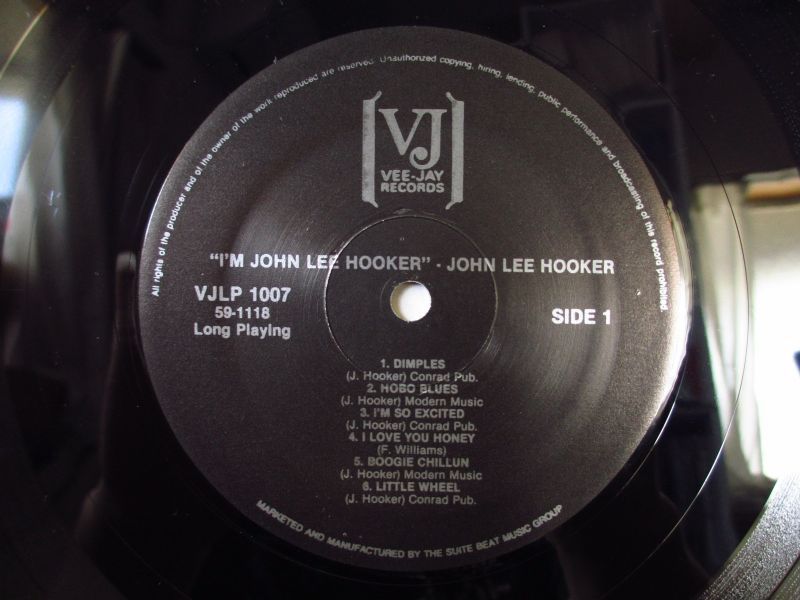 All rights of the producer and of the owner of the work reproduced are reserved. Unauthorized copying, hiring, lending, public performance and broadcasting of this record prohibited.
VJ
VEE-JAY
RECORDS
"I'M JOHN LEE HOOKER" - JOHN LEE HOOKER
VJLP 1007
59-1118
Long Playing
SIDE 1
1. DIMPLES
(J. Hooker) Conrad Pub.
2. HOBO BLUES
(J. Hooker) Modern Music
3. I'M SO EXCITED
(J. Hooker) Conrad Pub.
4. I LOVE YOU HONEY
(F. Williams)
5. BOOGIE CHILLUN
(J. Hooker) Modern Music
6. LITTLE WHEEL
(J. Hooker) Conrad Pub.
MARKETED AND MANUFACTURED BY THE SUITE BEAT MUSIC GROUP